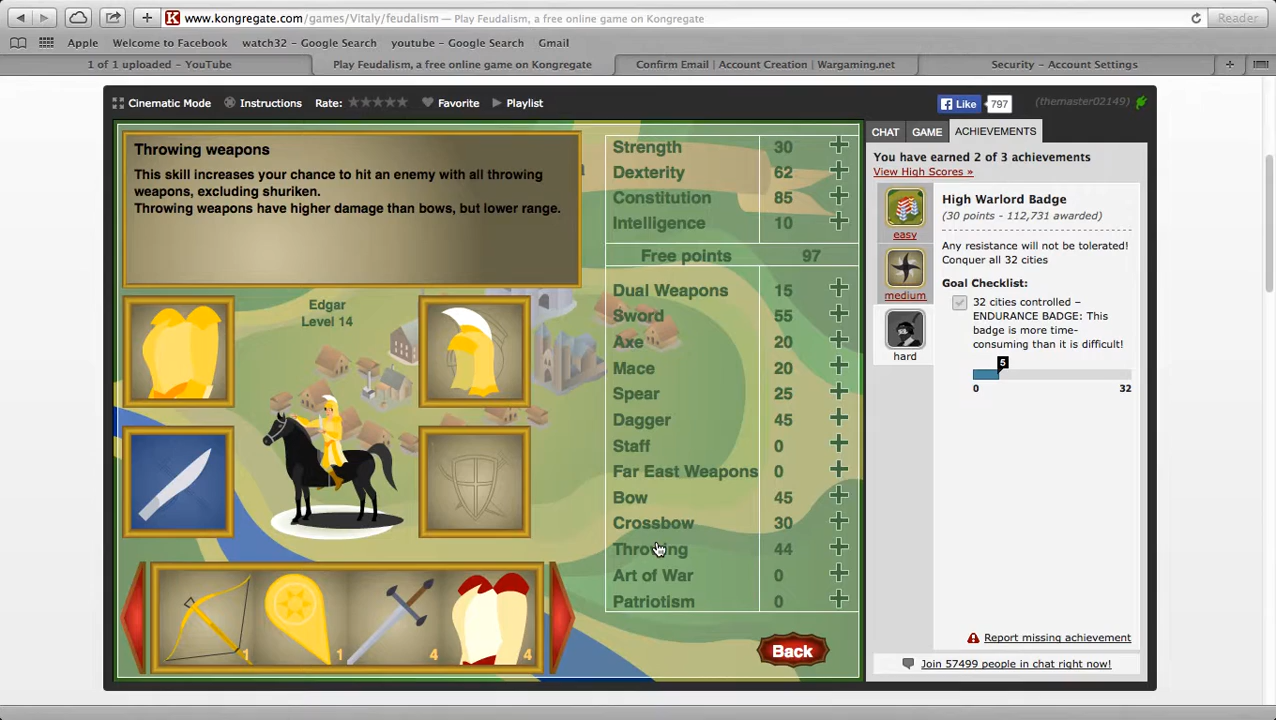 www.kongregate.com/games/Vitaly/feudalism — Play Feudalism, a free online game on Kongregate
Reader
Apple Welcome to Facebook watch32 – Google Search youtube – Google Search Gmail
1 of 1 uploaded – YouTube Play Feudalism, a free online game on Kongregate Confirm Email | Account Creation | Wargaming.net Security – Account Settings
Cinematic Mode Instructions Rate: Favorite Playlist Like 797 (themaster02149)
CHAT GAME ACHIEVEMENTS
Throwing weapons
This skill increases your chance to hit an enemy with all throwing
weapons, excluding shuriken.
Throwing weapons have higher damage than bows, but lower range.
Edgar
Level 14
1 1 4 4
Strength 30
Dexterity 62
Constitution 85
Intelligence 10
Free points 97
Dual Weapons 15
Sword 55
Axe 20
Mace 20
Spear 25
Dagger 45
Staff 0
Far East Weapons 0
Bow 45
Crossbow 30
Throwing 44
Art of War 0
Patriotism 0
Back
You have earned 2 of 3 achievements
View High Scores »
easy
medium
hard
High Warlord Badge
(30 points - 112,731 awarded)
Any resistance will not be tolerated!
Conquer all 32 cities
Goal Checklist:
32 cities controlled –
ENDURANCE BADGE: This
badge is more time-
consuming than it is difficult!
5
0 32
Report missing achievement
Join 57499 people in chat right now!